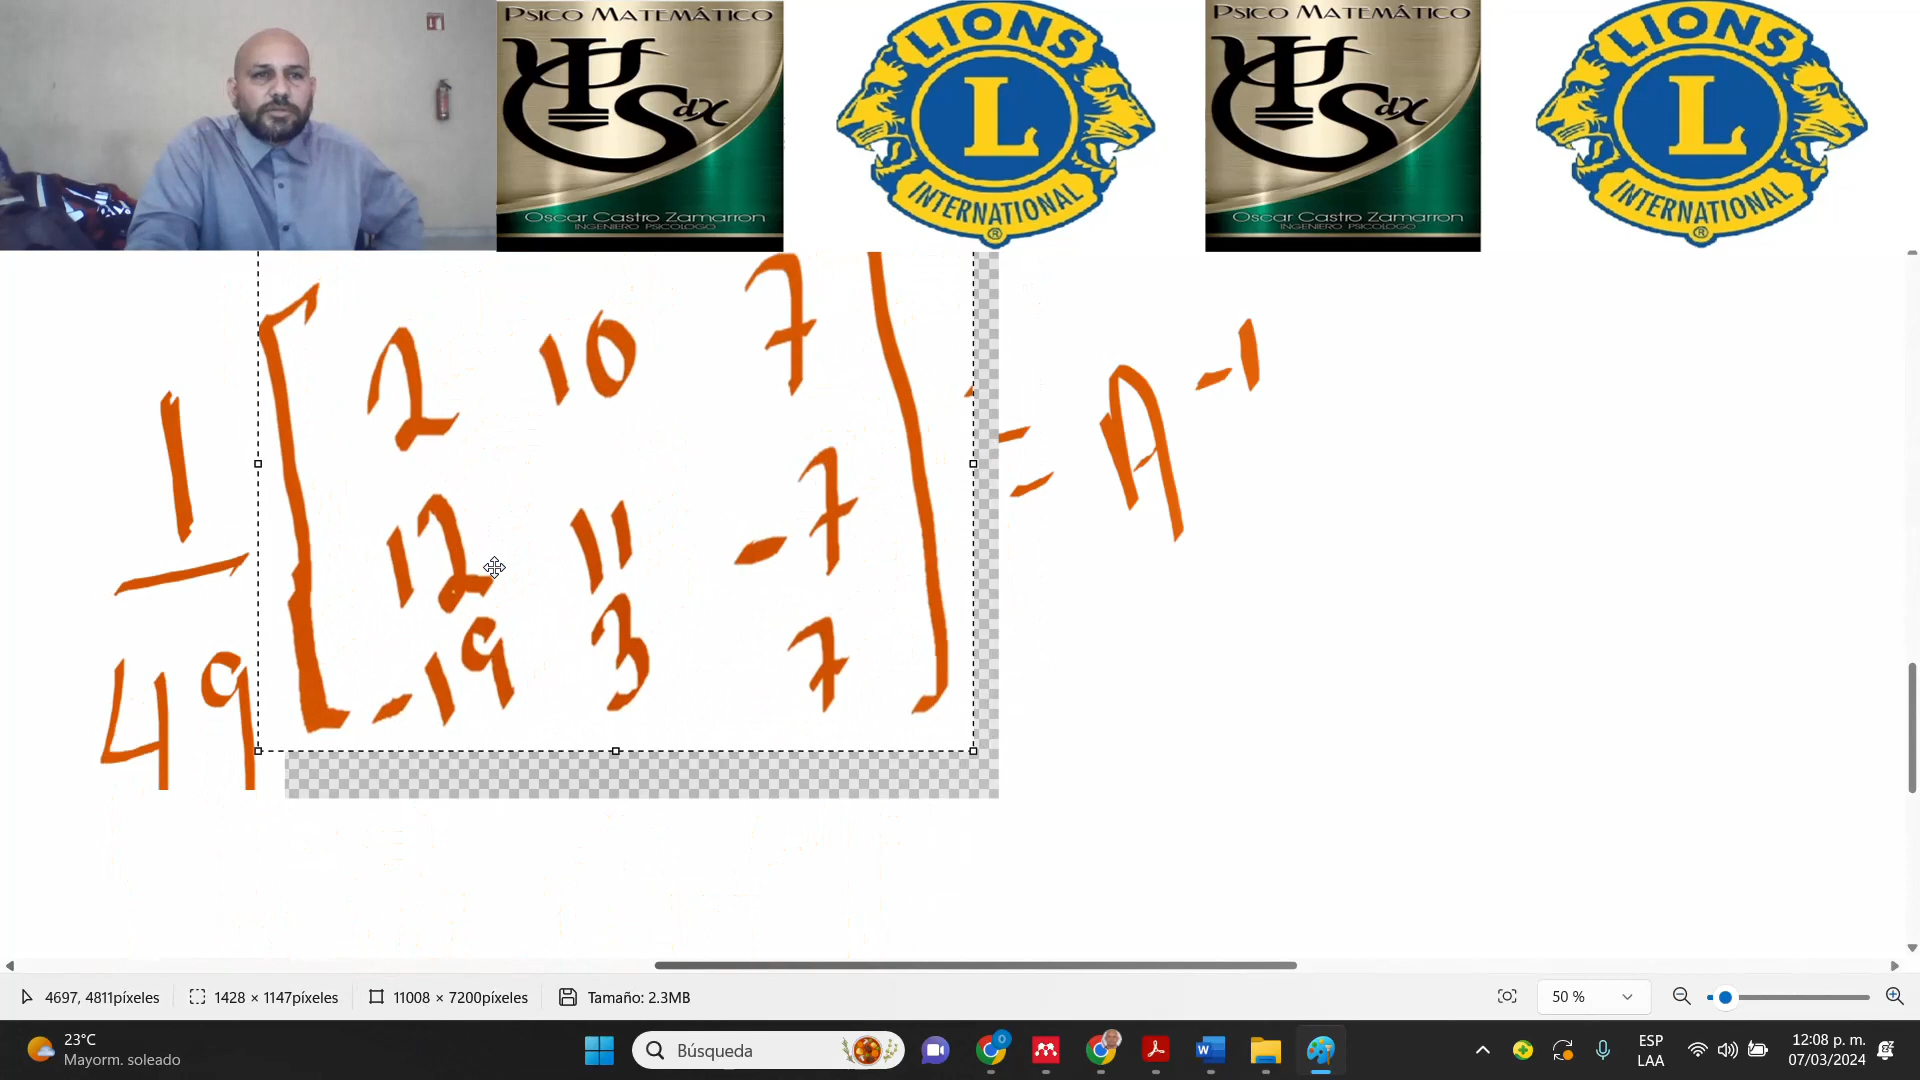 PSICO MATEMÁTICO
dx
Oscar Castro Zamarron
INGENIERO PSICOLOGO
LIONS
L
INTERNATIONAL
®
PSICO MATEMÁTICO
dx
Oscar Castro Zamarron
INGENIERO PSICOLOGO
LIONS
L
INTERNATIONAL
®
2 10 7
1/49 12 11 -7 = A⁻¹
-19 3 7
4697, 4811píxeles
1428 × 1147píxeles
11008 × 7200píxeles
Tamaño: 2.3MB
50 %
23°C
Mayorm. soleado
Búsqueda
ESP
LAA
12:08 p. m.
07/03/2024